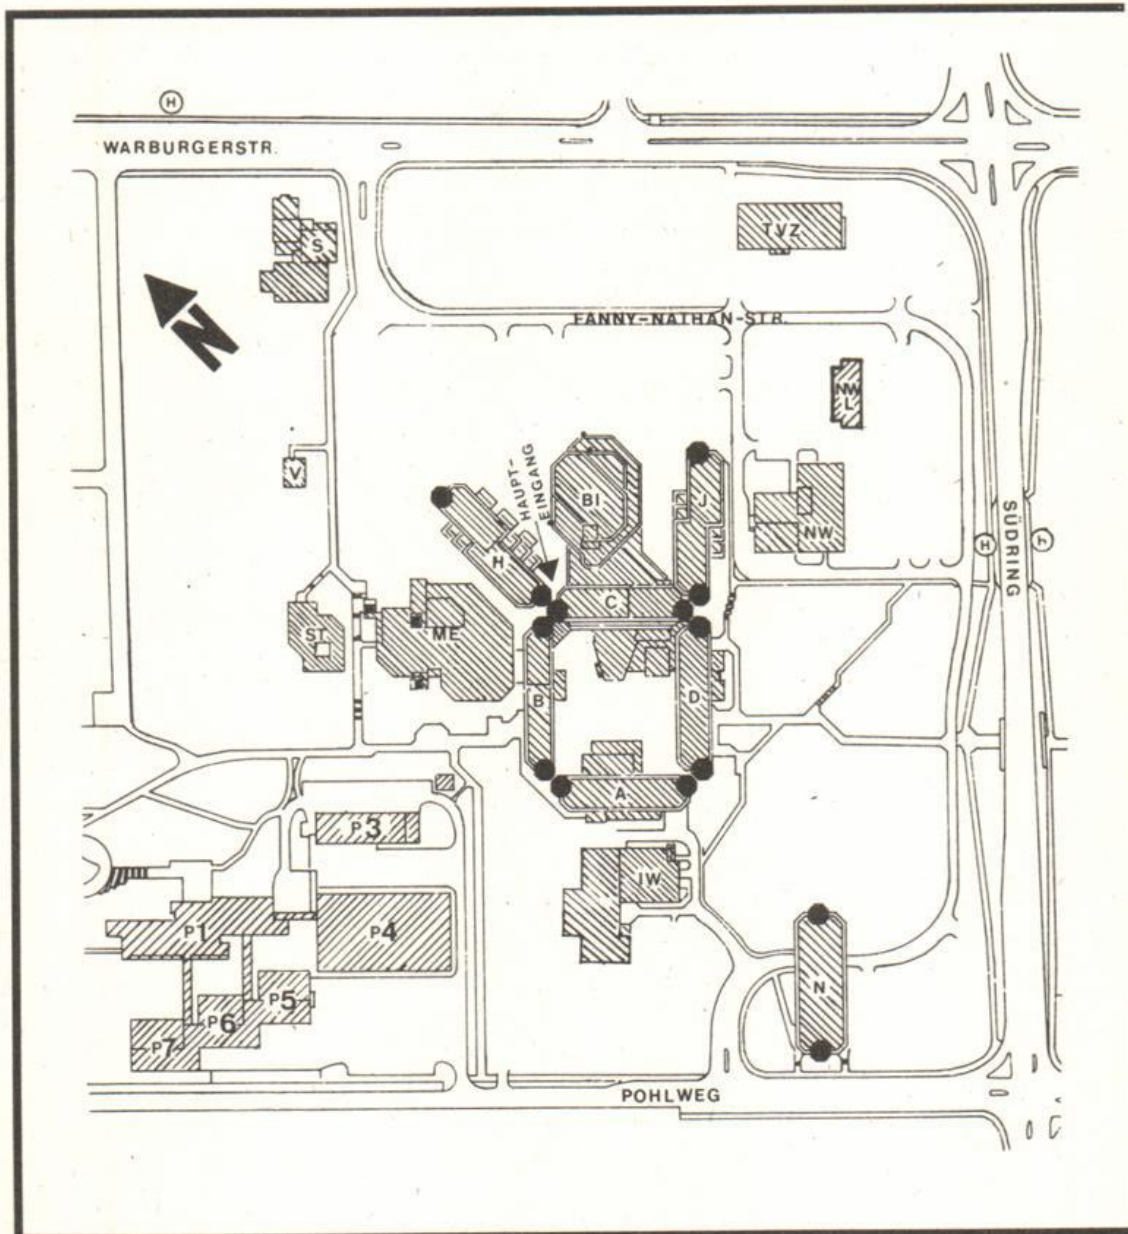 H
WARBURGERSTR.
S
TVZ
N
FANNY-NATHAN-STR.
NW
L
V
HAUPT-
EINGANG
BI
J
H
NW
SÜDRING
H
H
C
ST
ME
B
D
A
P3
IW
P1
P4
P5
P6
P7
N
POHLWEG